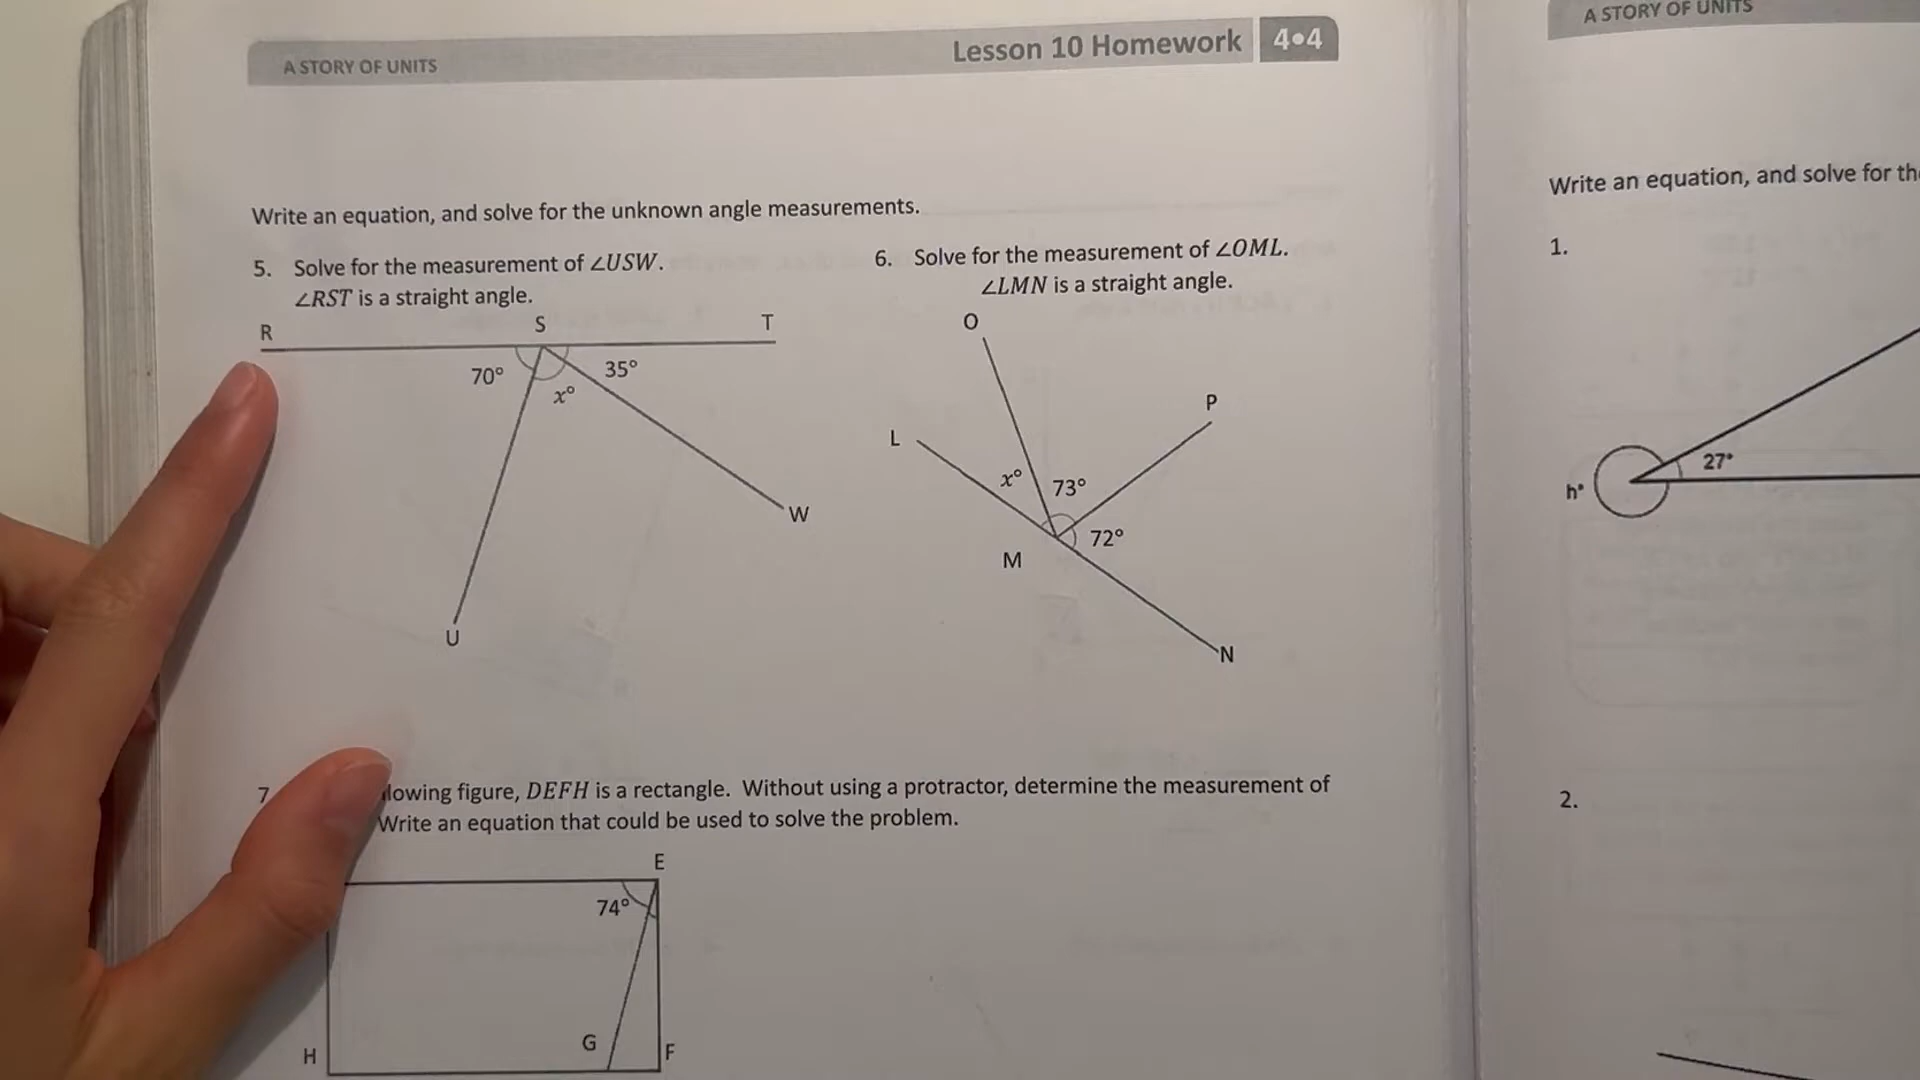 A STORY OF UNITS
Lesson 10 Homework 4•4
Write an equation, and solve for the unknown angle measurements.
5. Solve for the measurement of ∠USW.
∠RST is a straight angle.
R
S
T
70°
x°
35°
W
U
6. Solve for the measurement of ∠OML.
∠LMN is a straight angle.
O
P
L
x°
73°
72°
M
N
7
lowing figure, DEFH is a rectangle. Without using a protractor, determine the measurement of
Write an equation that could be used to solve the problem.
E
74°
H
G
F
A STORY OF UNITS
Write an equation, and solve for th
1.
27°
h°
2.